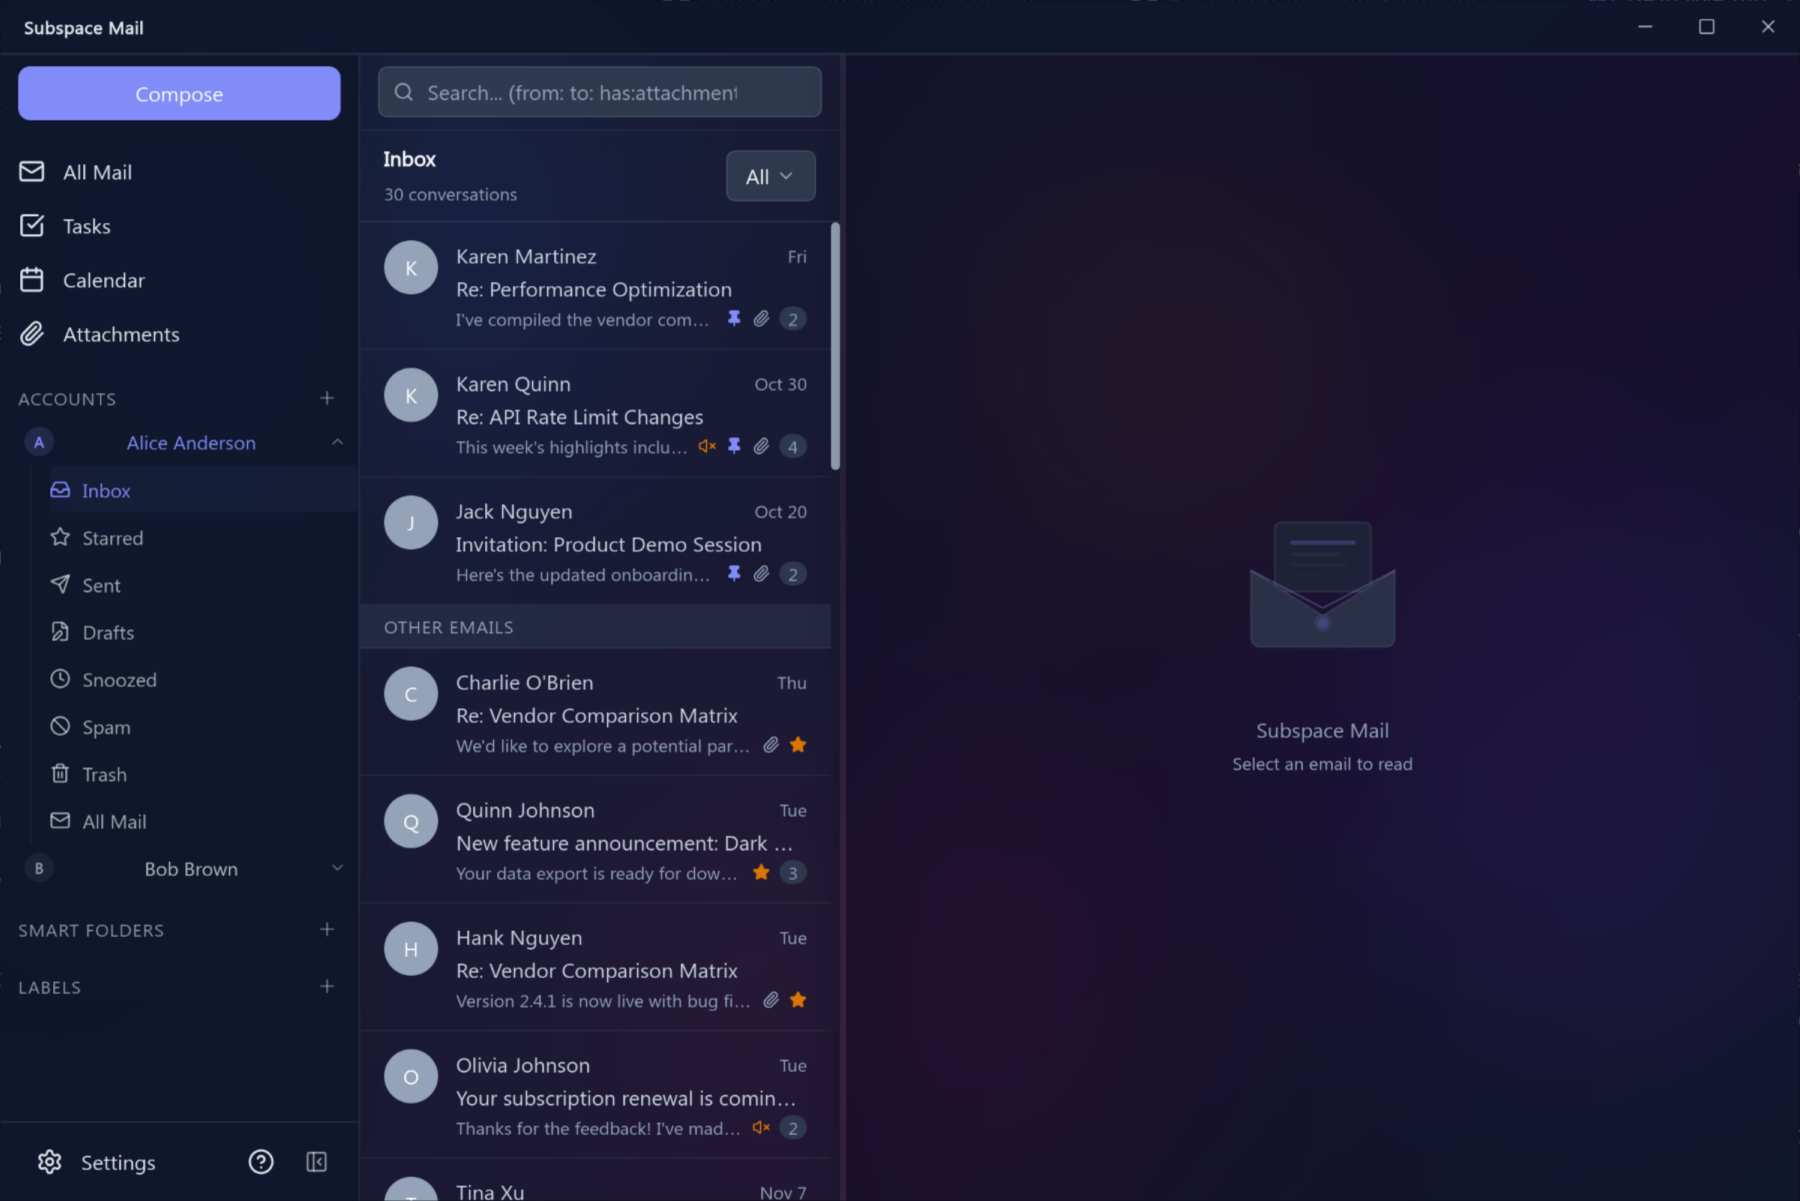 Subspace Mail
Compose
All Mail
Tasks
Calendar
Attachments
ACCOUNTS
A
Alice Anderson
Inbox
Starred
Sent
Drafts
Snoozed
Spam
Trash
All Mail
B
Bob Brown
SMART FOLDERS
LABELS
Settings
Search... (from: to: has:attachment
Inbox
30 conversations
All
K
Karen Martinez
Fri
Re: Performance Optimization
I've compiled the vendor com...
2
K
Karen Quinn
Oct 30
Re: API Rate Limit Changes
This week's highlights inclu...
4
J
Jack Nguyen
Oct 20
Invitation: Product Demo Session
Here's the updated onboardin...
2
OTHER EMAILS
C
Charlie O'Brien
Thu
Re: Vendor Comparison Matrix
We'd like to explore a potential par...
Q
Quinn Johnson
Tue
New feature announcement: Dark ...
Your data export is ready for dow...
3
H
Hank Nguyen
Tue
Re: Vendor Comparison Matrix
Version 2.4.1 is now live with bug fi...
O
Olivia Johnson
Tue
Your subscription renewal is comin...
Thanks for the feedback! I've mad...
2
Tina Xu
Nov 7
Subspace Mail
Select an email to read